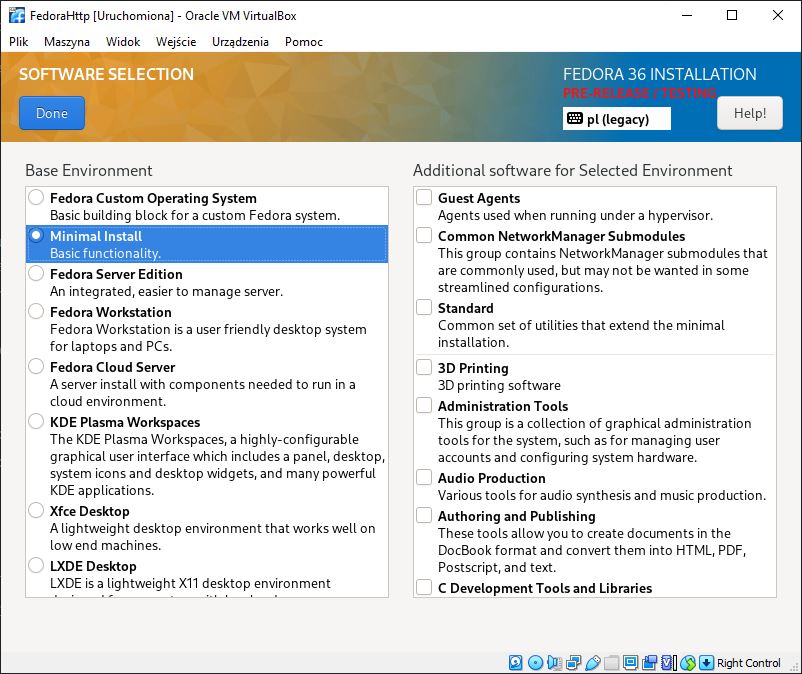 FedoraHttp [Uruchomiona] - Oracle VM VirtualBox
Plik Maszyna Widok Wejście Urządzenia Pomoc
SOFTWARE SELECTION
FEDORA 36 INSTALLATION
PRE-RELEASE / TESTING
Done
pl (legacy)
Help!
Base Environment
Fedora Custom Operating System
Basic building block for a custom Fedora system.
Minimal Install
Basic functionality.
Fedora Server Edition
An integrated, easier to manage server.
Fedora Workstation
Fedora Workstation is a user friendly desktop system
for laptops and PCs.
Fedora Cloud Server
A server install with components needed to run in a
cloud environment.
KDE Plasma Workspaces
The KDE Plasma Workspaces, a highly-configurable
graphical user interface which includes a panel, desktop,
system icons and desktop widgets, and many powerful
KDE applications.
Xfce Desktop
A lightweight desktop environment that works well on
low end machines.
LXDE Desktop
LXDE is a lightweight X11 desktop environment
Additional software for Selected Environment
Guest Agents
Agents used when running under a hypervisor.
Common NetworkManager Submodules
This group contains NetworkManager submodules that
are commonly used, but may not be wanted in some
streamlined configurations.
Standard
Common set of utilities that extend the minimal
installation.
3D Printing
3D printing software
Administration Tools
This group is a collection of graphical administration
tools for the system, such as for managing user
accounts and configuring system hardware.
Audio Production
Various tools for audio synthesis and music production.
Authoring and Publishing
These tools allow you to create documents in the
DocBook format and convert them into HTML, PDF,
Postscript, and text.
C Development Tools and Libraries
Right Control